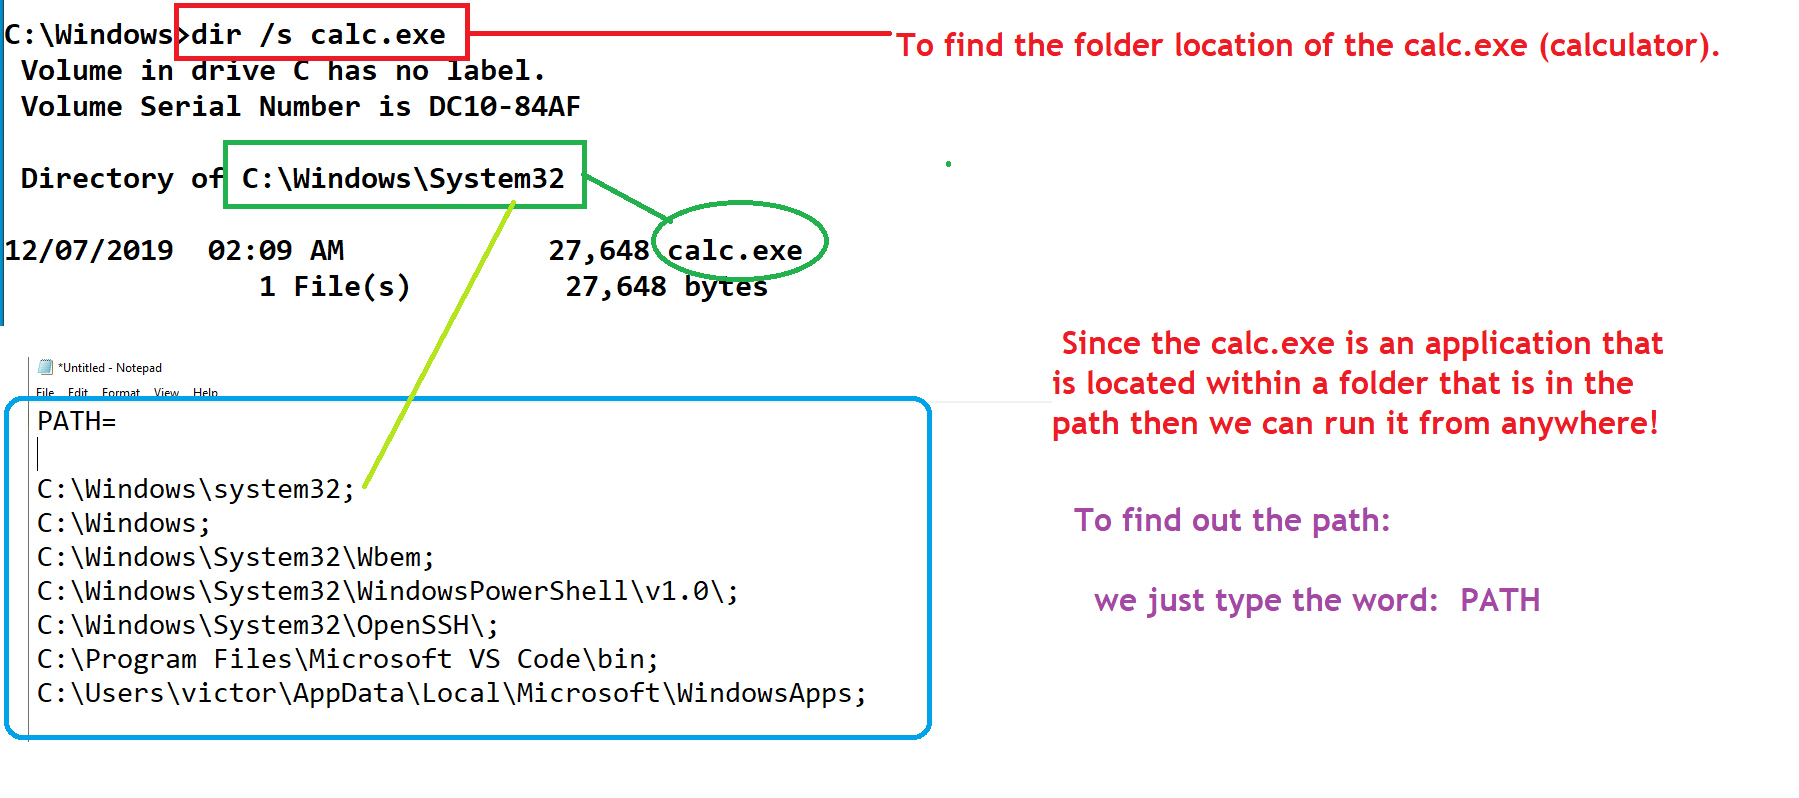 C:\Windows>dir /s calc.exe
To find the folder location of the calc.exe (calculator).
Volume in drive C has no label.
Volume Serial Number is DC10-84AF
Directory of C:\Windows\System32
12/07/2019  02:09 AM            27,648 calc.exe
1 File(s)         27,648 bytes
Since the calc.exe is an application that
is located within a folder that is in the
path then we can run it from anywhere!
To find out the path:
we just type the word:  PATH
*Untitled - Notepad
File Edit Format View Help
PATH=
C:\Windows\system32;
C:\Windows;
C:\Windows\System32\Wbem;
C:\Windows\System32\WindowsPowerShell\v1.0\;
C:\Windows\System32\OpenSSH\;
C:\Program Files\Microsoft VS Code\bin;
C:\Users\victor\AppData\Local\Microsoft\WindowsApps;